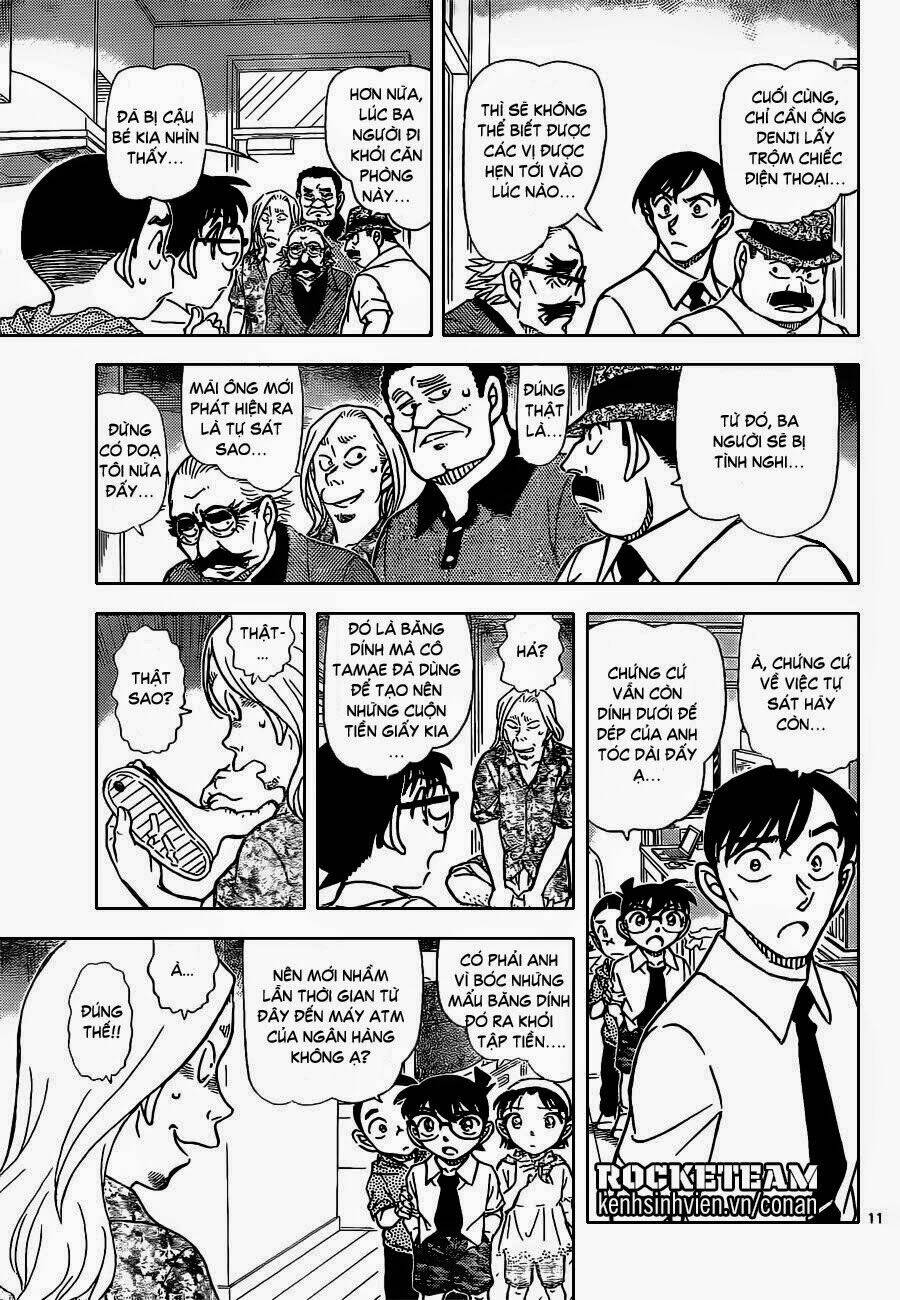 CUỐI CÙNG,
CHỈ CẦN ÔNG
DENJI LẤY
TRỘM CHIẾC
ĐIỆN THOẠI...
THÌ SẼ KHÔNG
THỂ BIẾT ĐƯỢC
CÁC VỊ ĐƯỢC
HẸN TỚI VÀO
LÚC NÀO...
HƠN NỮA,
LÚC BA
NGƯỜI ĐI
KHỎI CĂN
PHÒNG
NÀY...
ĐÃ BỊ CẬU
BÉ KIA NHÌN
THẤY...
TỪ ĐÓ, BA
NGƯỜI SẼ BỊ
TÌNH NGHI...
ĐÚNG
THẬT
LÀ...
MÃI ÔNG MỚI
PHÁT HIỆN RA
LÀ TỰ SÁT
SAO...
ĐỪNG
CÓ DOẠ
TÔI NỮA
ĐẤY...
À, CHỨNG CỨ
VỀ VIỆC TỰ
SÁT HÃY
CÒN...
CHỨNG CỨ
VẪN CÒN
DÍNH DƯỚI ĐẾ
DÉP CỦA ANH
TÓC DÀI ĐẤY
Ạ...
HẢ?
ĐÓ LÀ BĂNG
DÍNH MÀ CÔ
TAMAE ĐÃ DÙNG
ĐỂ TẠO NÊN
NHỮNG CUỘN
TIỀN GIẤY KIA
...
THẬT-
...
THẬT
SAO?
CÓ PHẢI ANH
VÌ BÓC NHỮNG
MẨU BĂNG DÍNH
ĐÓ RA KHỎI
TẬP TIỀN....
NÊN MỚI NHẦM
LẪN THỜI GIAN TỪ
ĐÂY ĐẾN MÁY ATM
CỦA NGÂN HÀNG
KHÔNG Ạ?
À...
ĐÚNG
THẾ!!
ROCKETEAM
kenhsinhvien.vn/conan
11